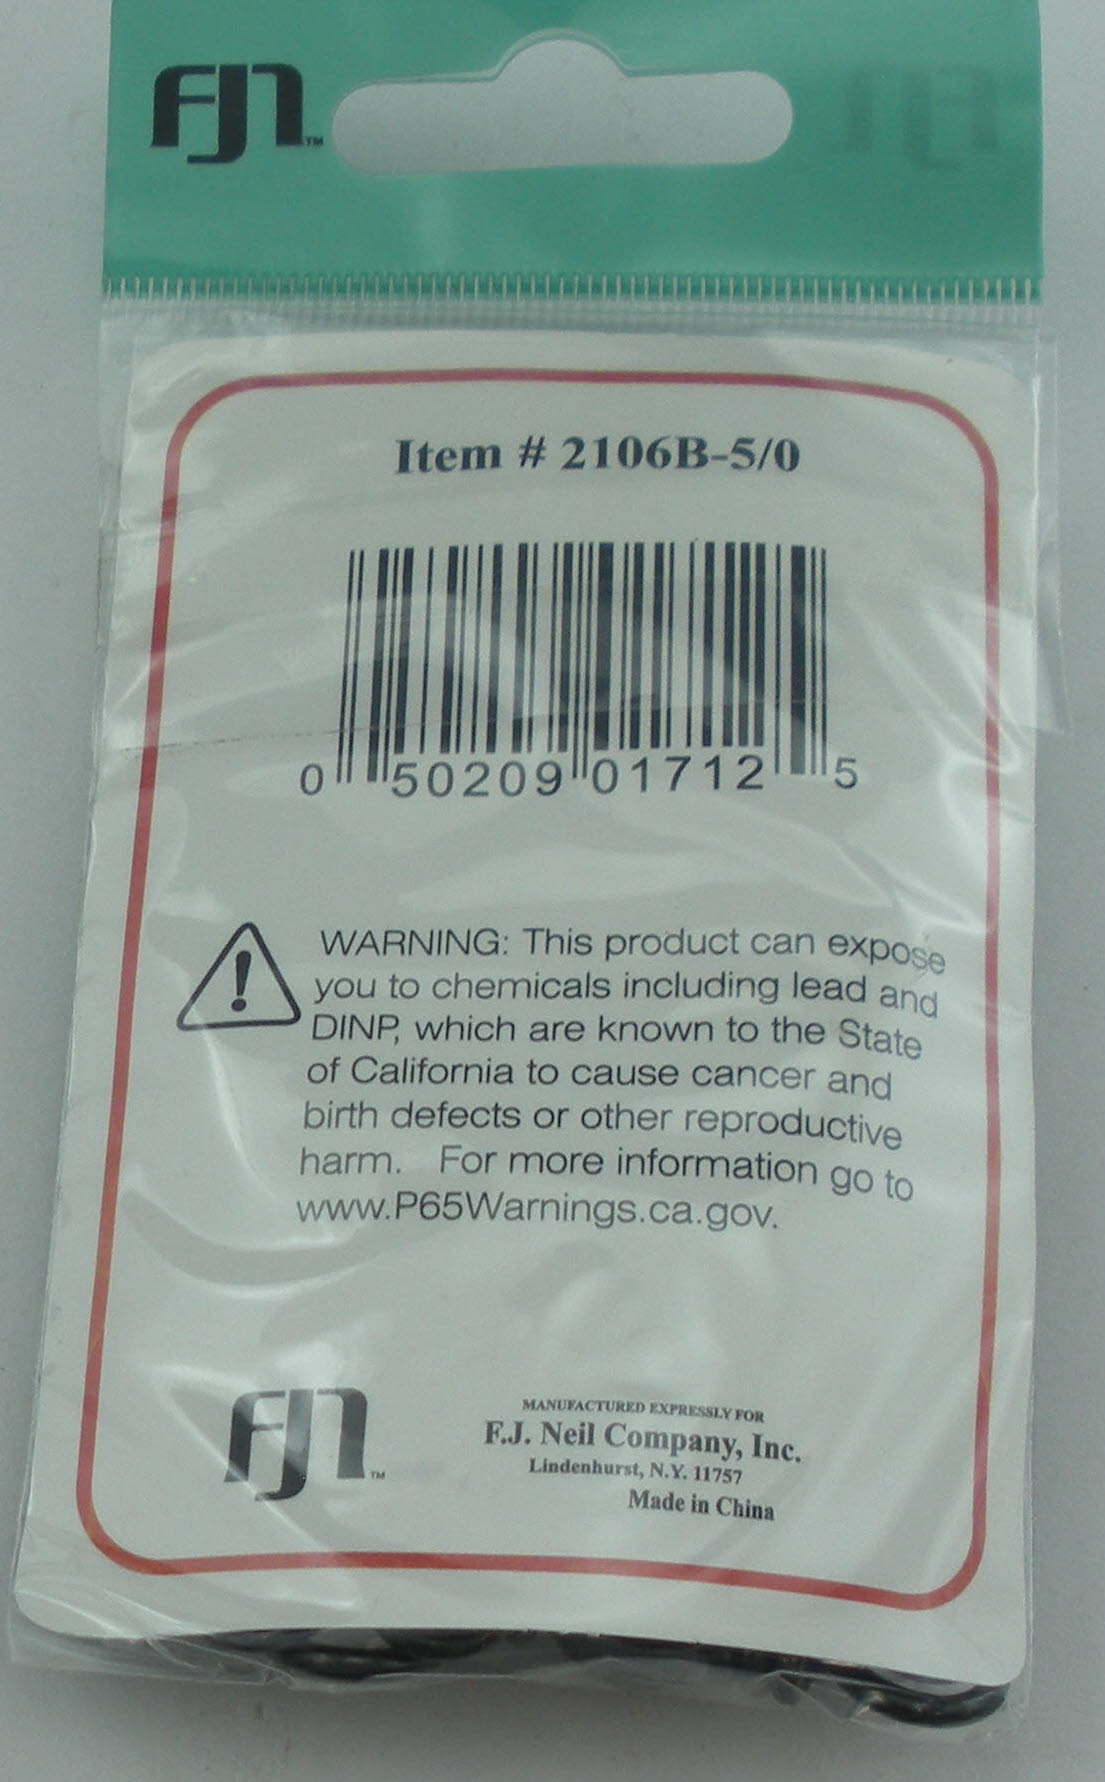 FJN™
Item # 2106B-5/0
0 50209 01712 5
WARNING: This product can expose
you to chemicals including lead and
DINP, which are known to the State
of California to cause cancer and
birth defects or other reproductive
harm. For more information go to
www.P65Warnings.ca.gov.
FJN™
MANUFACTURED EXPRESSLY FOR
F.J. Neil Company, Inc.
Lindenhurst, N.Y. 11757
Made in China